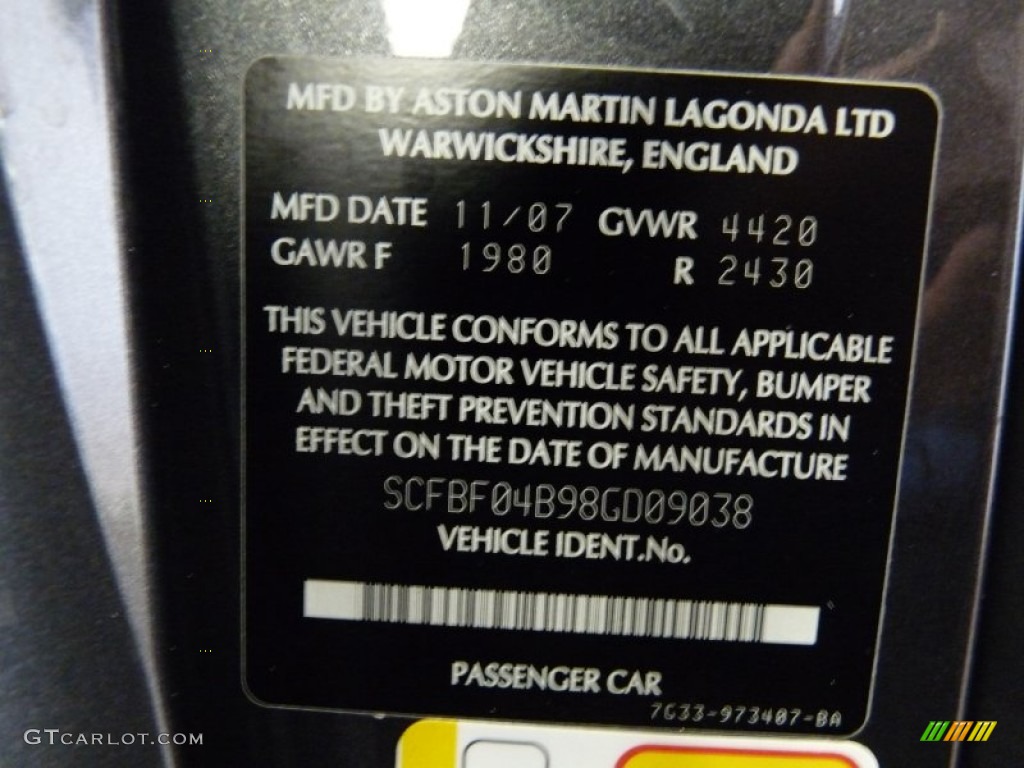 MFD BY ASTON MARTIN LAGONDA LTD
WARWICKSHIRE, ENGLAND
MFD DATE 11/07 GVWR 4420
GAWR F 1980 R 2430
THIS VEHICLE CONFORMS TO ALL APPLICABLE
FEDERAL MOTOR VEHICLE SAFETY, BUMPER
AND THEFT PREVENTION STANDARDS IN
EFFECT ON THE DATE OF MANUFACTURE
SCFBF04B98GD09038
VEHICLE IDENT.No.
PASSENGER CAR
7G33-973407-BA
GTCARLOT.COM